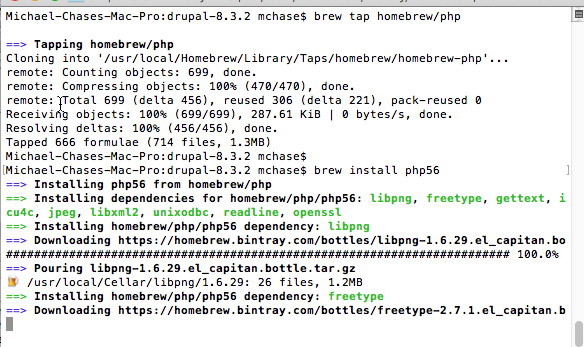 Michael-Chases-Mac-Pro:drupal-8.3.2 mchase$ brew tap homebrew/php
==> Tapping homebrew/php
Cloning into '/usr/local/Homebrew/Library/Taps/homebrew/homebrew-php'...
remote: Counting objects: 699, done.
remote: Compressing objects: 100% (470/470), done.
remote: Total 699 (delta 456), reused 306 (delta 221), pack-reused 0
Receiving objects: 100% (699/699), 287.61 KiB | 0 bytes/s, done.
Resolving deltas: 100% (456/456), done.
Tapped 666 formulae (714 files, 1.3MB)
Michael-Chases-Mac-Pro:drupal-8.3.2 mchase$
[Michael-Chases-Mac-Pro:drupal-8.3.2 mchase$ brew install php56 ]
==> Installing php56 from homebrew/php
==> Installing dependencies for homebrew/php/php56: libpng, freetype, gettext, i
cu4c, jpeg, libxml2, unixodbc, readline, openssl
==> Installing homebrew/php/php56 dependency: libpng
==> Downloading https://homebrew.bintray.com/bottles/libpng-1.6.29.el_capitan.bo
######################################################################## 100.0%
==> Pouring libpng-1.6.29.el_capitan.bottle.tar.gz
🍺 /usr/local/Cellar/libpng/1.6.29: 26 files, 1.2MB
==> Installing homebrew/php/php56 dependency: freetype
==> Downloading https://homebrew.bintray.com/bottles/freetype-2.7.1.el_capitan.b